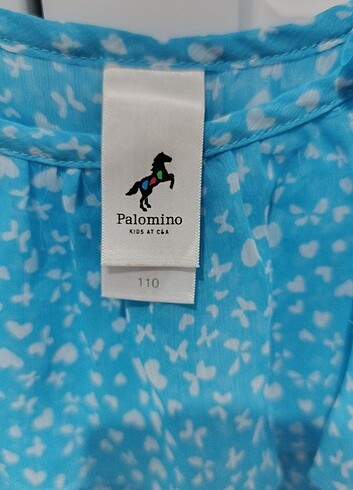 Palomino
KIDS AT C&A
110